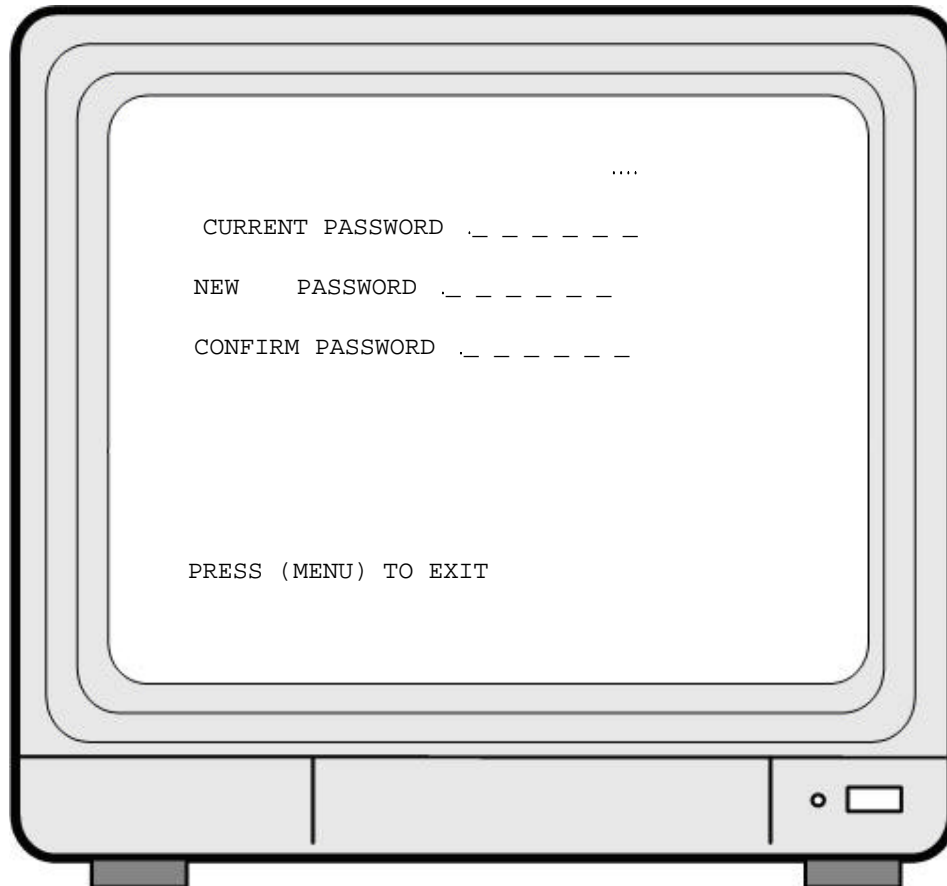 ....
CURRENT PASSWORD ._ _ _ _ _ _
NEW PASSWORD ._ _ _ _ _ _
CONFIRM PASSWORD ._ _ _ _ _ _
PRESS (MENU) TO EXIT